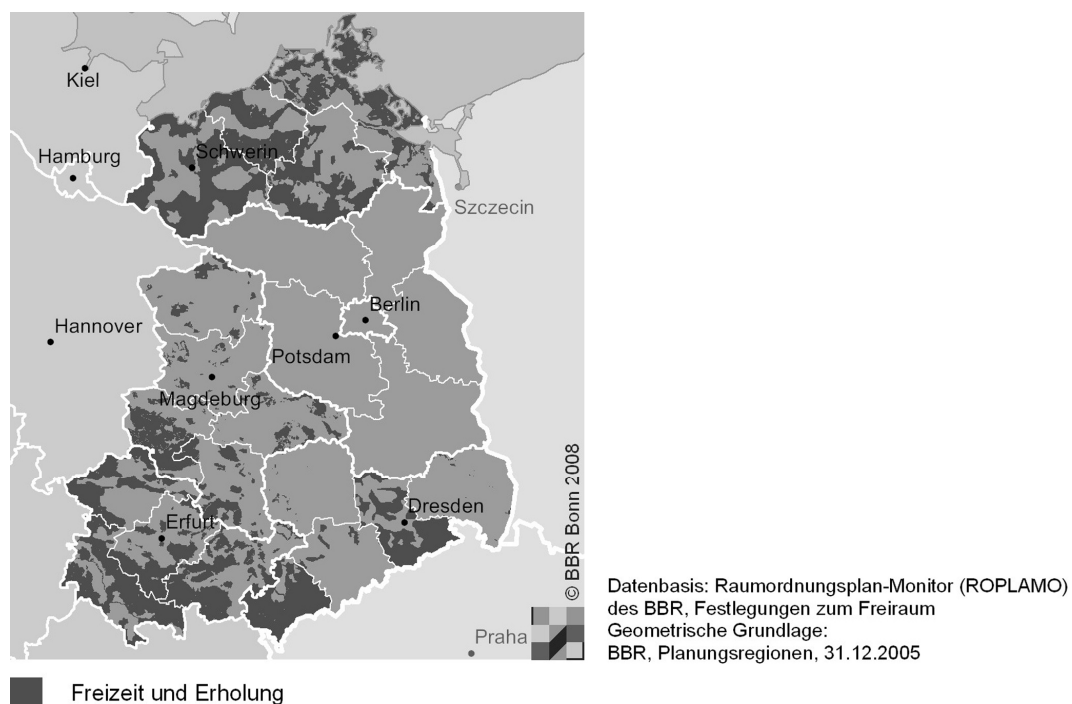 Kiel
Hamburg
Schwerin
Szczecin
Hannover
Berlin
Potsdam
Magdeburg
Dresden
Erfurt
Praha
© BBR Bonn 2008
Datenbasis: Raumordnungsplan-Monitor (ROPLAMO)
des BBR, Festlegungen zum Freiraum
Geometrische Grundlage:
BBR, Planungsregionen, 31.12.2005
Freizeit und Erholung